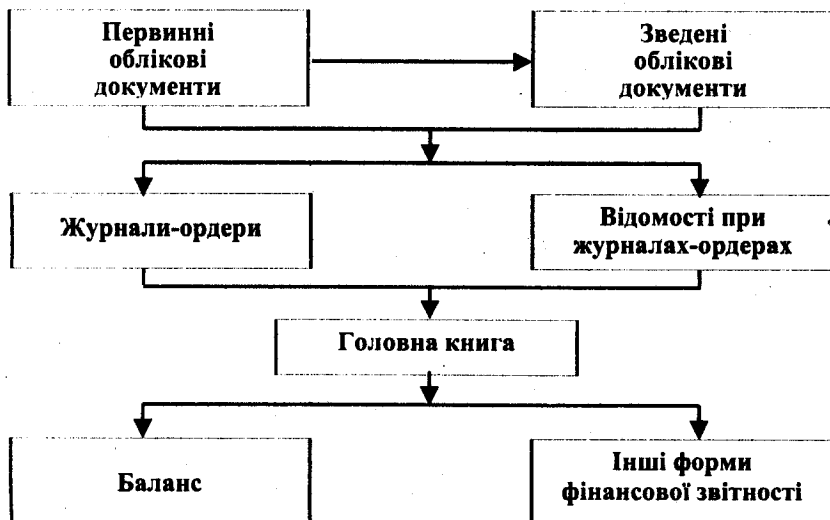 Первинні
облікові
документи
Зведені
облікові
документи
Журнали-ордери
Відомості при
журналах-ордерах
Головна книга
Баланс
Інші форми
фінансової звітності